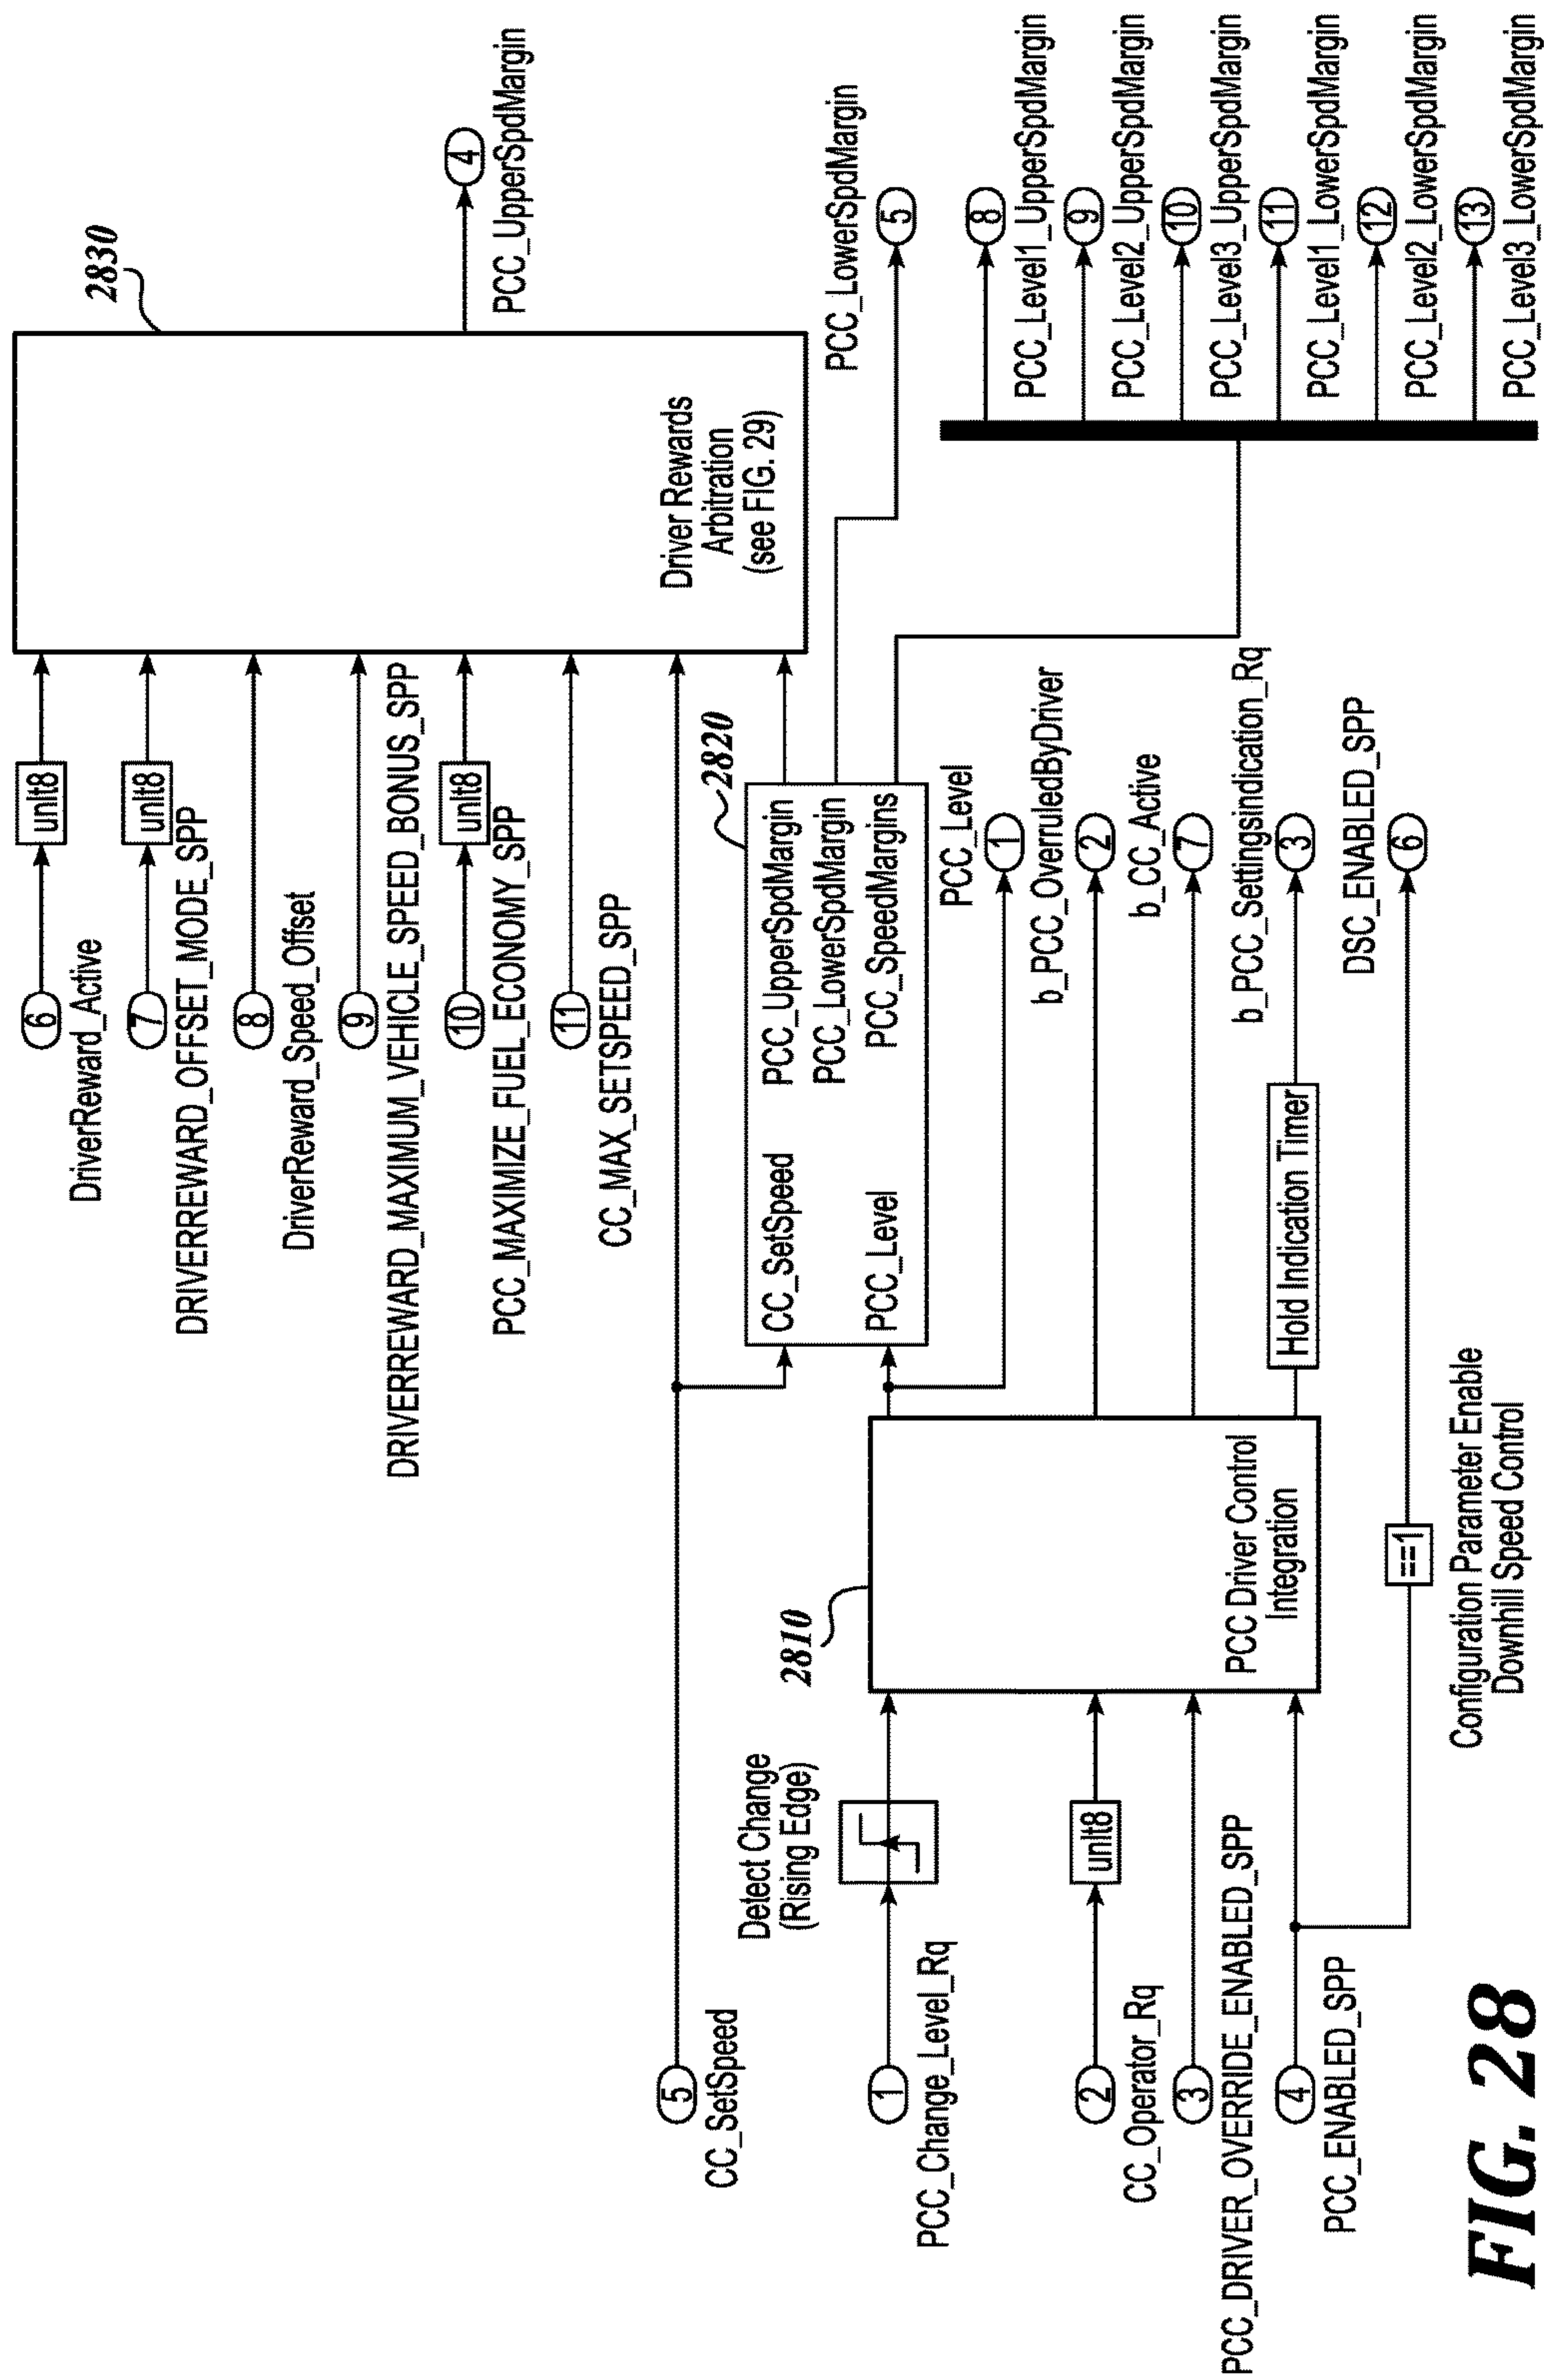 6
DriverReward_Active
unit8
7
DRIVERREWARD_OFFSET_MODE_SPP
unit8
8
DriverReward_Speed_Offset
9
DRIVERREWARD_MAXIMUM_VEHICLE_SPEED_BONUS_SPP
10
PCC_MAXIMIZE_FUEL_ECONOMY_SPP
unit8
11
CC_MAX_SETSPEED_SPP
2830
Driver Rewards
Arbitration
(see FIG. 29)
4
PCC_UpperSpdMargin
5
CC_SetSpeed
2820
CC_SetSpeed
PCC_Level
PCC_UpperSpdMargin
PCC_LowerSpdMargin
PCC_SpeedMargins
PCC_LowerSpdMargin
5
8
PCC_Level1_UpperSpdMargin
9
PCC_Level2_UpperSpdMargin
10
PCC_Level3_UpperSpdMargin
11
PCC_Level1_LowerSpdMargin
12
PCC_Level2_LowerSpdMargin
13
PCC_Level3_LowerSpdMargin
Detect Change
(Rising Edge)
1
PCC_Change_Level_Rq
2
CC_Operator_Rq
unit8
3
PCC_DRIVER_OVERRIDE_ENABLED_SPP
4
PCC_ENABLED_SPP
2810
PCC Driver Control
Integration
PCC_Level
1
b_PCC_OverruledByDriver
2
b_CC_Active
7
b_PCC_Settingsindication_Rq
Hold Indication Timer
3
DSC_ENABLED_SPP
==1
6
Configuration Parameter Enable
Downhill Speed Control
FIG. 28